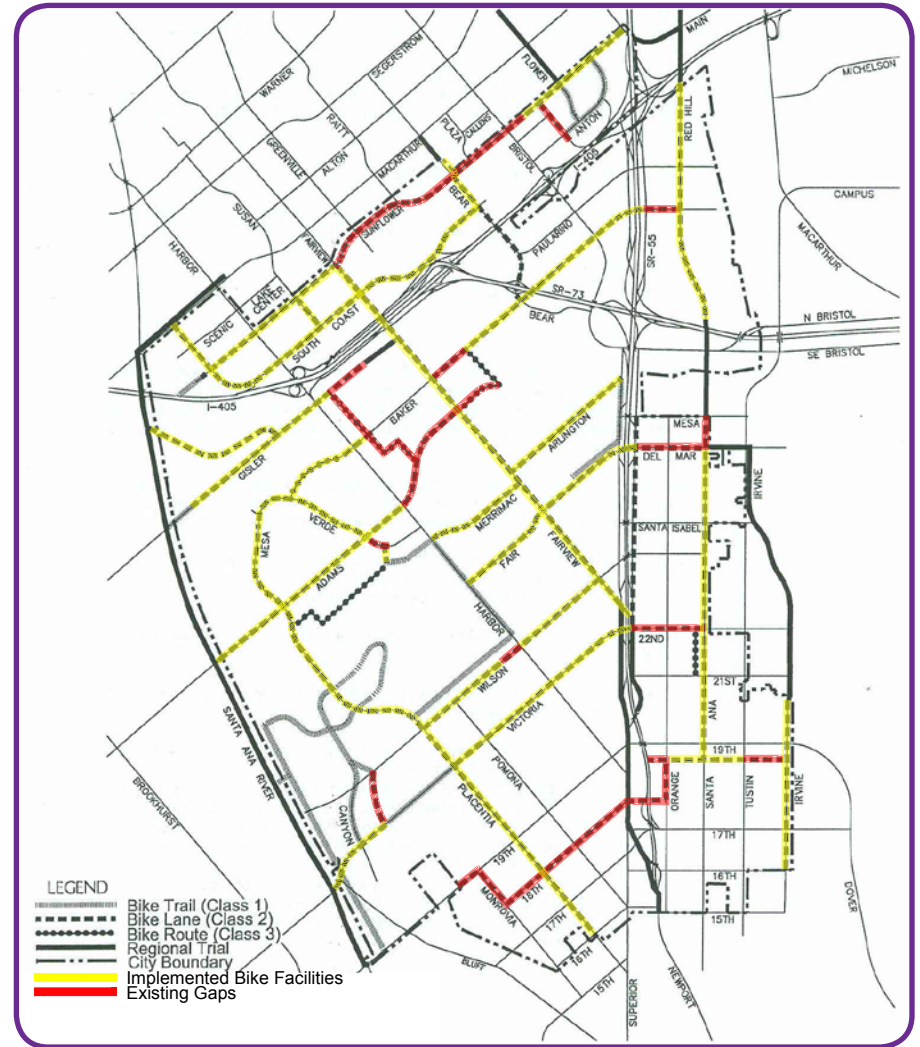 MAIN
FLOWER
SEGERSTROM
WARNER
MICHELSON
RAITT
PLAZA
CALLENS
ANTON
RED HILL
GREENVILLE
ALTON
MACARTHUR
BRISTOL
I-405
SUSAN
BEAR
CAMPUS
SUNFLOWER
HARBOR
FAIRVIEW
PAULARINO
MACARTHUR
SR-55
LAKE
CENTER
SCENIC
SR-73
COAST
SOUTH
BEAR
N BRISTOL
SE BRISTOL
I-405
BAKER
ARLINGTON
MESA
GISLER
DEL MAR
IRVINE
VERDE
MERRIMAC
SANTA ISABEL
MESA
FAIR
FAIRVIEW
ADAMS
HARBOR
22ND
WILSON
21ST
VICTORIA
ANA
SANTA ANA RIVER
19TH
POMONA
BROOKHURST
CANYON
PLACENTIA
ORANGE
SANTA
TUSTIN
IRVINE
17TH
19TH
18TH
16TH
MONROVIA
17TH
15TH
DOVER
BLUFF
16TH
15TH
SUPERIOR
NEWPORT
LEGEND
Bike Trail (Class 1)
Bike Lane (Class 2)
Bike Route (Class 3)
Regional Trial
City Boundary
Implemented Bike Facilities
Existing Gaps